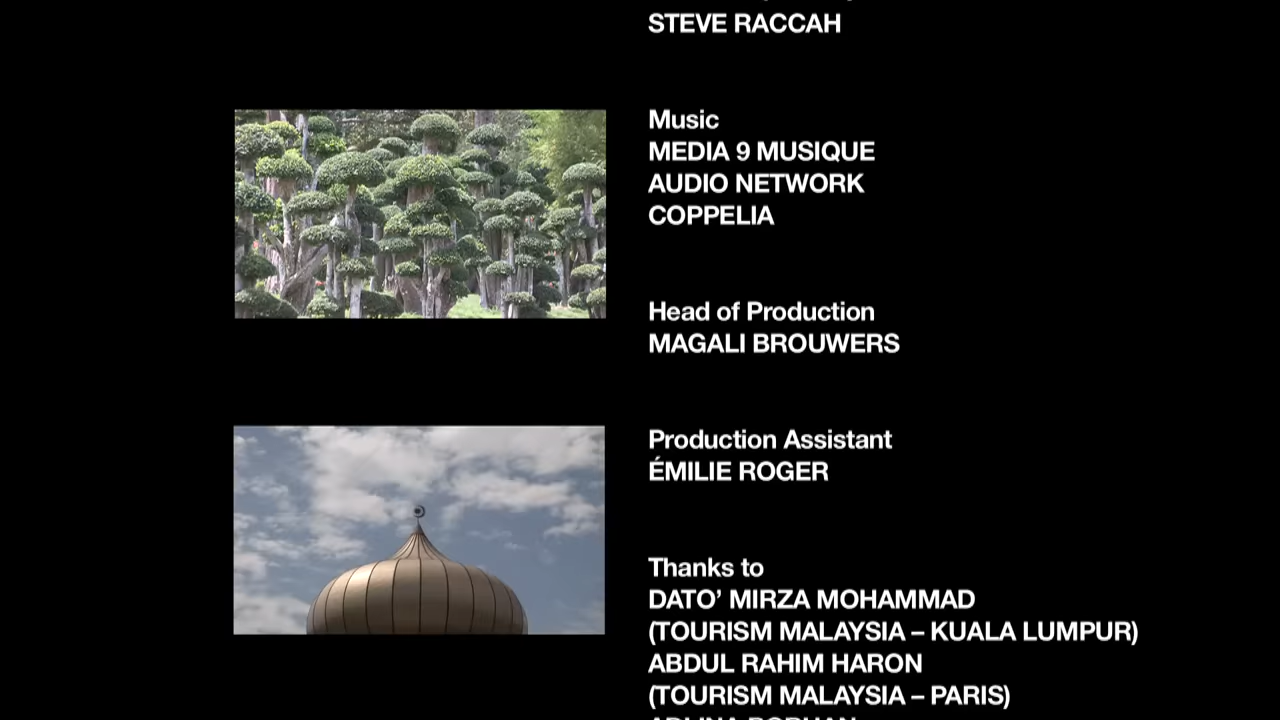 STEVE RACCAH
Music
MEDIA 9 MUSIQUE
AUDIO NETWORK
COPPELIA
Head of Production
MAGALI BROUWERS
Production Assistant
ÉMILIE ROGER
Thanks to
DATO’ MIRZA MOHAMMAD
(TOURISM MALAYSIA – KUALA LUMPUR)
ABDUL RAHIM HARON
(TOURISM MALAYSIA – PARIS)